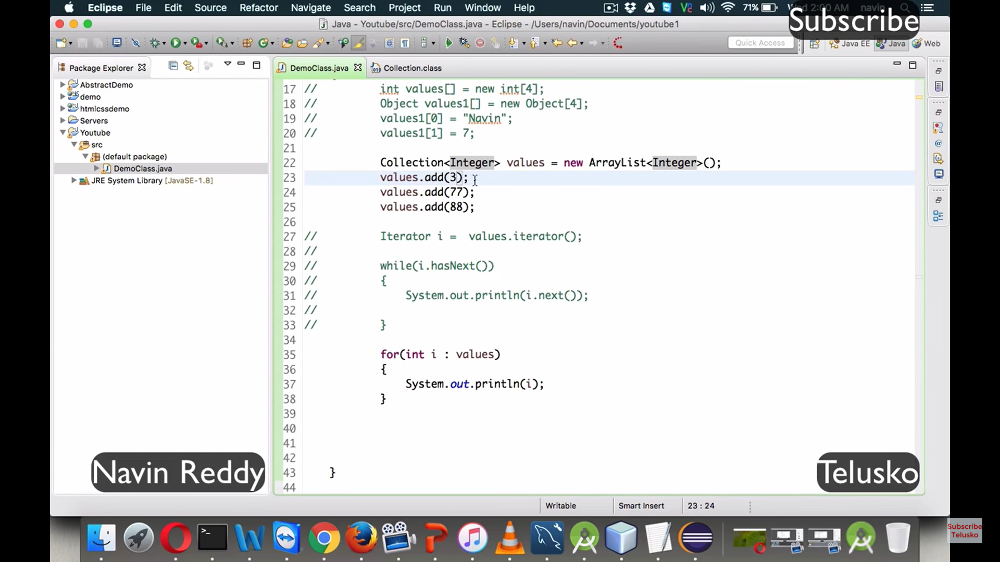 Eclipse File Edit Source Refactor Navigate Search Project Run Window Help 71% Wed 2:00 AM navin
Subscribe
Java - Youtube/src/DemoClass.java - Eclipse - /Users/navin/Documents/youtube1
Quick Access Java EE Java Web
Package Explorer
DemoClass.java Collection.class
AbstractDemo
demo
htmlcssdemo
Servers
Youtube
src
(default package)
DemoClass.java
JRE System Library [JavaSE-1.8]
17 // int values[] = new int[4];
18 // Object values1[] = new Object[4];
19 // values1[0] = "Navin";
20 // values1[1] = 7;
21
22 Collection<Integer> values = new ArrayList<Integer>();
23 values.add(3);
24 values.add(77);
25 values.add(88);
26
27 // Iterator i =  values.iterator();
28 //
29 // while(i.hasNext())
30 // {
31 // System.out.println(i.next());
32 //
33 // }
34
35 for(int i : values)
36 {
37 System.out.println(i);
38 }
39
40
41
42
43 }
44
Navin Reddy
Telusko
Writable Smart Insert 23 : 24
Subscribe
Telusko